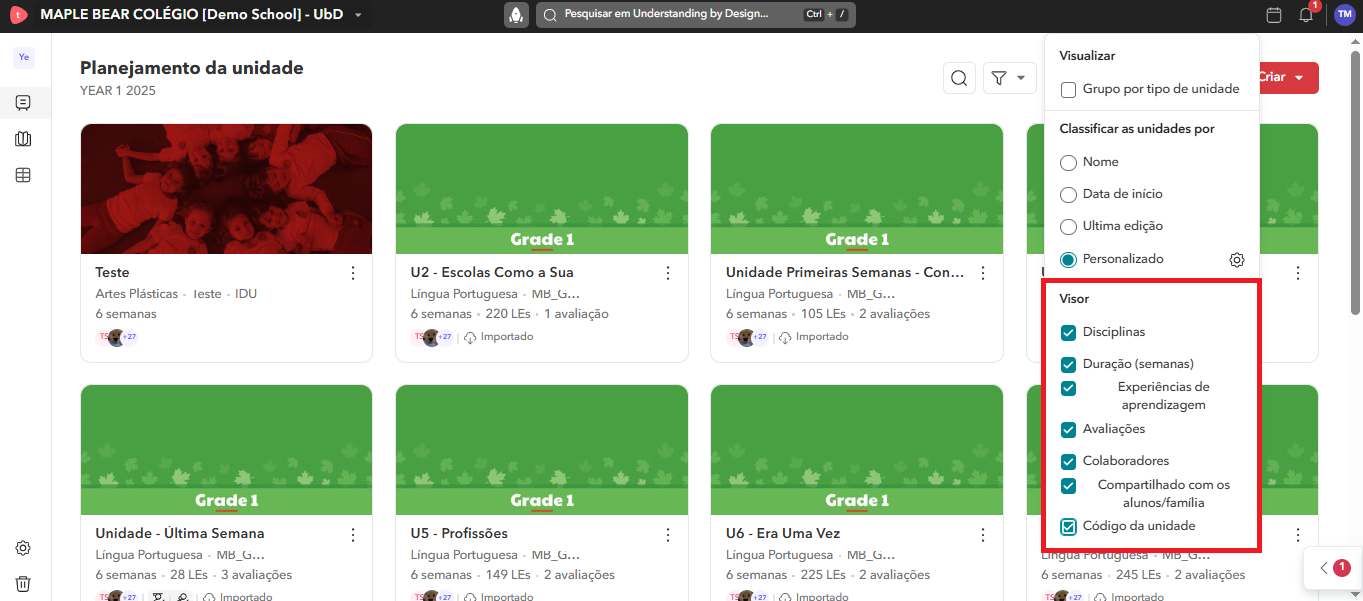 MAPLE BEAR COLÉGIO [Demo School] - UbD
Pesquisar em Understanding by Design...
Ctrl + /
1
TM
Ye
Planejamento da unidade
YEAR 1 2025
Criar
Visualizar
Grupo por tipo de unidade
Classificar as unidades por
Nome
Data de início
Ultima edição
Personalizado
Visor
Disciplinas
Duração (semanas)
Experiências de
aprendizagem
Avaliações
Colaboradores
Compartilhado com os
alunos/família
Código da unidade
Teste
Artes Plásticas - Teste - IDU
6 semanas
TS +27
Grade 1
U2 - Escolas Como a Sua
Língua Portuguesa - MB_G...
6 semanas · 220 LEs · 1 avaliação
TS +27 | Importado
Grade 1
Unidade Primeiras Semanas - Con...
Língua Portuguesa - MB_G...
6 semanas · 105 LEs · 2 avaliações
TS +27 | Importado
Grade 1
Unidade - Última Semana
Língua Portuguesa - MB_G...
6 semanas · 28 LEs · 3 avaliações
TS +27 | Importado
Grade 1
U5 - Profissões
Língua Portuguesa - MB_G...
6 semanas · 149 LEs · 2 avaliações
TS +27 | Importado
Grade 1
U6 - Era Uma Vez
Língua Portuguesa - MB_G...
6 semanas · 225 LEs · 2 avaliações
TS +27 | Importado
Língua Portuguesa - MB_G...
6 semanas · 245 LEs · 2 avaliações
TS +27 | Importado
1